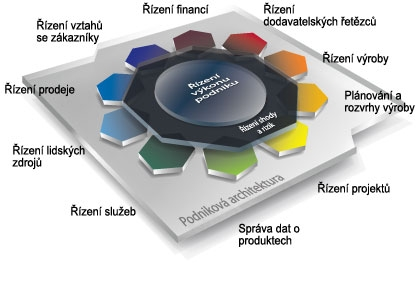 Řízení financí
Řízení
dodavatelských řetězců
Řízení vztahů
se zákazníky
Řízení výroby
Řízení prodeje
Plánování a
rozvrhy výroby
Řízení
výkonu
podniku
Řízení shody
a rizik
Řízení lidských
zdrojů
Řízení projektů
Řízení služeb
Podniková architektura
Správa dat o
produktech